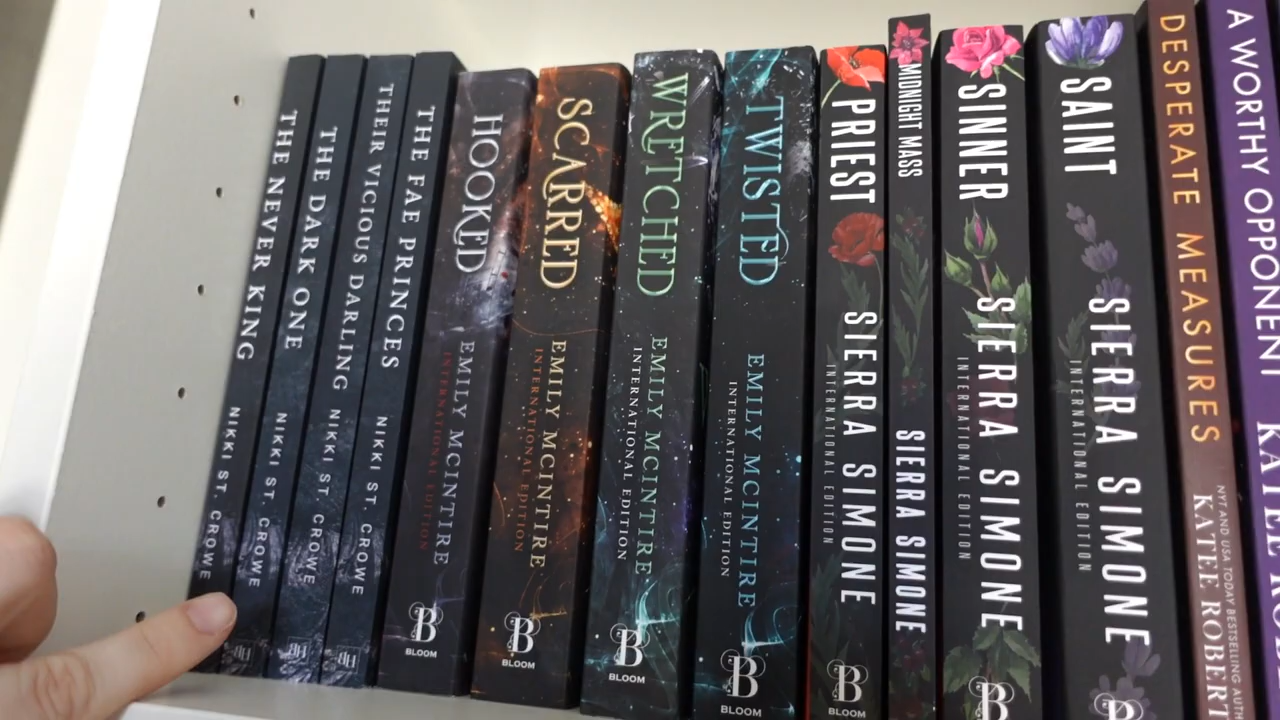 THE NEVER KING NIKKI ST. CROWE
THE DARK ONE NIKKI ST. CROWE
THEIR VICIOUS DARLING NIKKI ST. CROWE
THE FAE PRINCES NIKKI ST. CROWE
HOOKED EMILY MCINTIRE
INTERNATIONAL EDITION
B
BLOOM
SCARRED EMILY MCINTIRE
INTERNATIONAL EDITION
B
BLOOM
WRETCHED EMILY MCINTIRE
INTERNATIONAL EDITION
B
BLOOM
TWISTED EMILY MCINTIRE
INTERNATIONAL EDITION
B
BLOOM
PRIEST SIERRA SIMONE
INTERNATIONAL EDITION
B
BLOOM
MIDNIGHT MASS SIERRA SIMONE
SINNER SIERRA SIMONE
INTERNATIONAL EDITION
B
SAINT SIERRA SIMONE
INTERNATIONAL EDITION
B
DESPERATE MEASURES
NYT AND USA TODAY BESTSELLING
KATEE ROBERT
A WORTHY OPPONENT